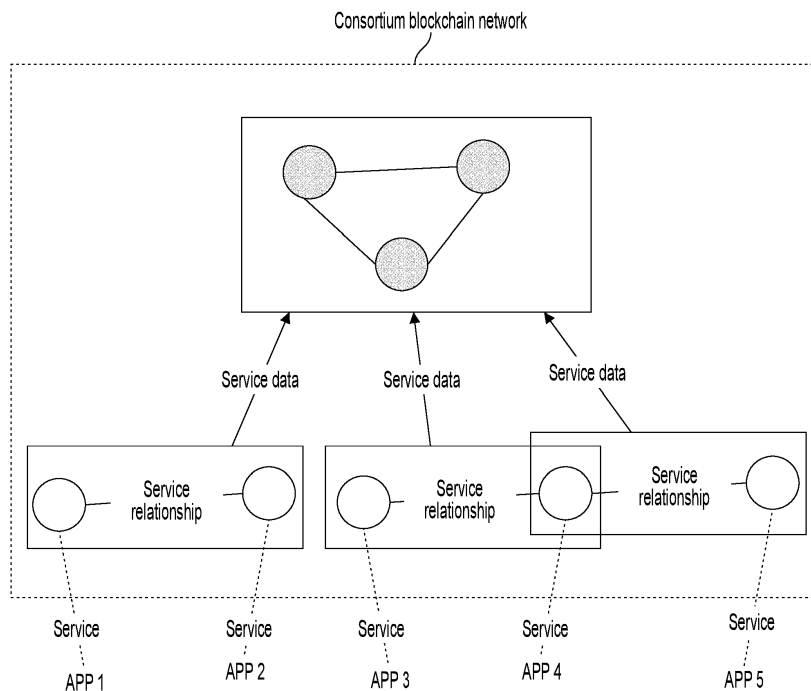 Consortium blockchain network
Service data
Service data
Service data
Service
relationship
Service
relationship
Service
relationship
Service
Service
Service
Service
Service
APP 1
APP 2
APP 3
APP 4
APP 5